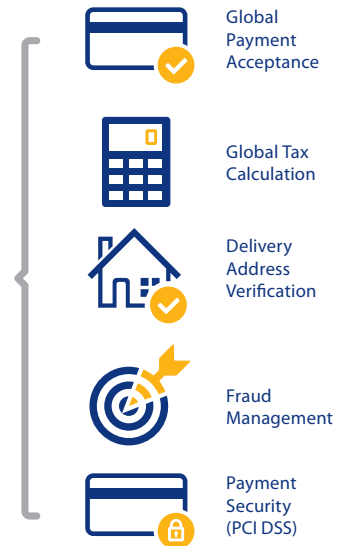 Global
Payment
Acceptance
Global Tax
Calculation
Delivery
Address
Verification
Fraud
Management
Payment
Security
(PCI DSS)